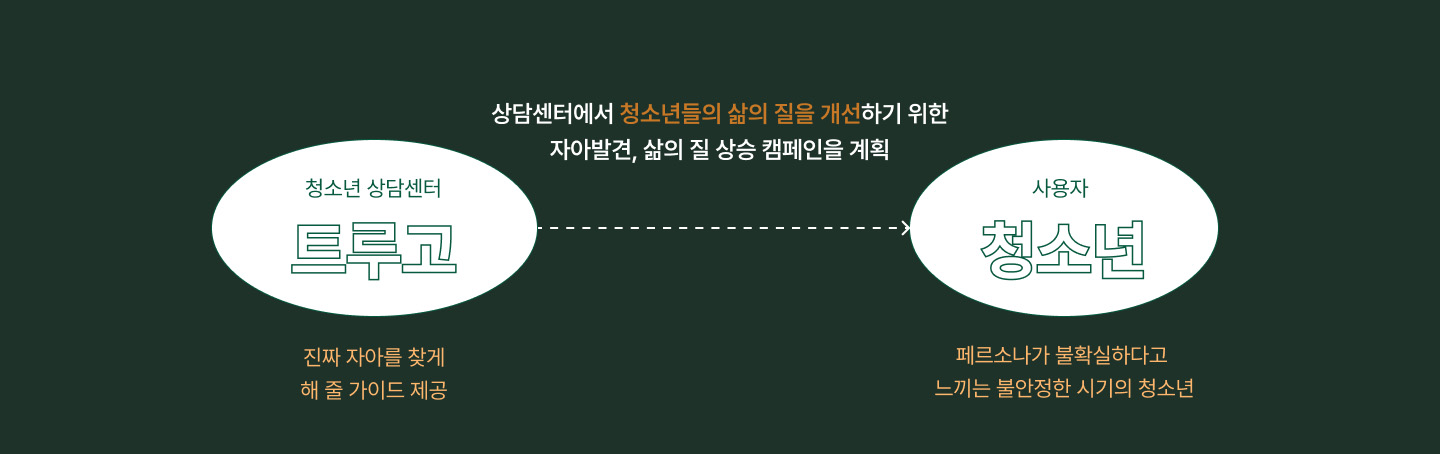 상담센터에서 청소년들의 삶의 질을 개선하기 위한
자아발견, 삶의 질 상승 캠페인을 계획
청소년 상담센터
트루고
사용자
청소년
진짜 자아를 찾게
해 줄 가이드 제공
페르소나가 불확실하다고
느끼는 불안정한 시기의 청소년